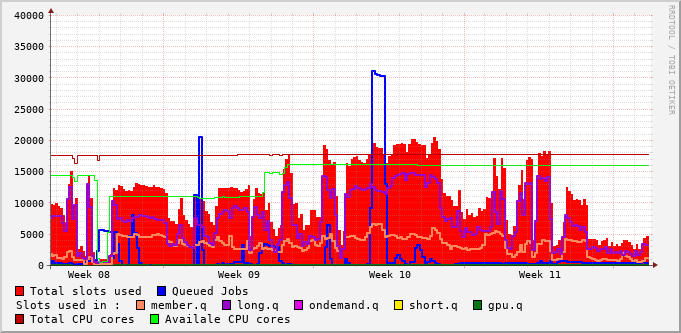 40000
35000
30000
25000
20000
15000
10000
5000
0
Week 08 Week 09 Week 10 Week 11
Total slots used Queued Jobs
Slots used in : member.q long.q ondemand.q short.q gpu.q
Total CPU cores Availale CPU cores
RRDTOOL / TOBI OETIKER